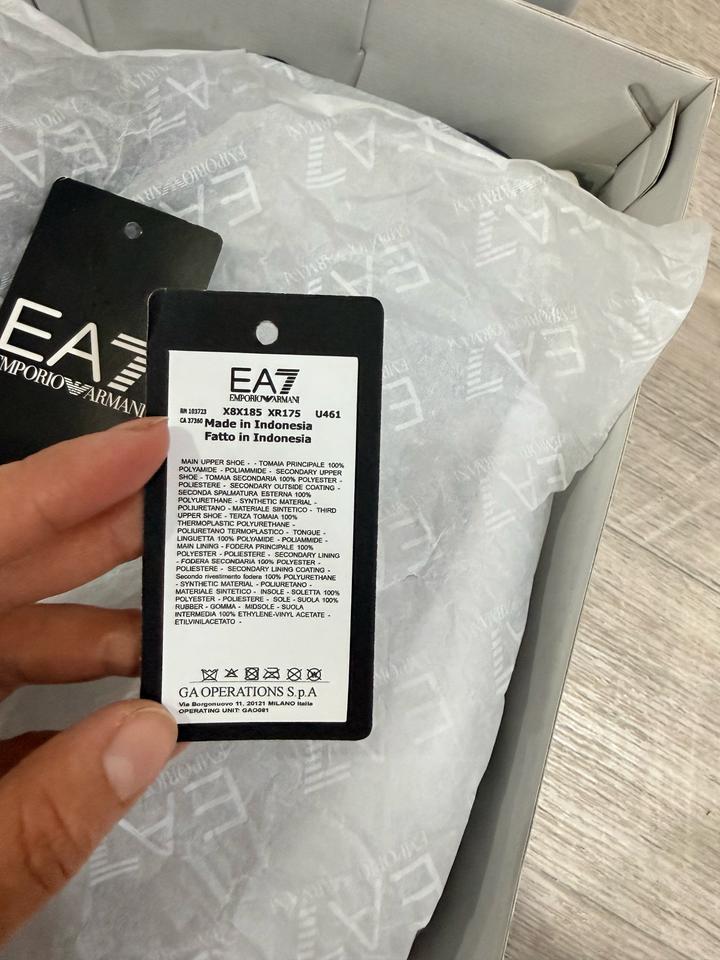 EA7
EMPORIO ARMANI
EA7
EMPORIO ARMANI
RN 103723 X8X185 XR175 U461
CA 37360 Made in Indonesia
Fatto in Indonesia
MAIN UPPER SHOE - - TOMAIA PRINCIPALE 100%
POLYAMIDE - POLIAMMIDE - SECONDARY UPPER
SHOE - TOMAIA SECONDARIA 100% POLYESTER -
POLIESTERE - SECONDARY OUTSIDE COATING -
SECONDA SPALMATURA ESTERNA 100%
POLYURETHANE - SYNTHETIC MATERIAL -
POLIURETANO - MATERIALE SINTETICO - THIRD
UPPER SHOE - TERZA TOMAIA 100%
THERMOPLASTIC POLYURETHANE -
POLIURETANO TERMOPLASTICO - TONGUE -
LINGUETTA 100% POLYAMIDE - POLIAMMIDE -
MAIN LINING - FODERA PRINCIPALE 100%
POLYESTER - POLIESTERE - SECONDARY LINING
- FODERA SECONDARIA 100% POLYESTER -
POLIESTERE - SECONDARY LINING COATING -
Secondo rivestimento fodera 100% POLYURETHANE
- SYNTHETIC MATERIAL - POLIURETANO -
MATERIALE SINTETICO - INSOLE - SOLETTA 100%
POLYESTER - POLIESTERE - SOLE - SUOLA 100%
RUBBER - GOMMA - MIDSOLE - SUOLA
INTERMEDIA 100% ETHYLENE-VINYL ACETATE -
ETILVINILACETATO -
GA OPERATIONS S.p.A
Via Borgonuovo 11, 20121 MILANO Italia
OPERATING UNIT: GAO081
EA7
EMPORIO ARMANI